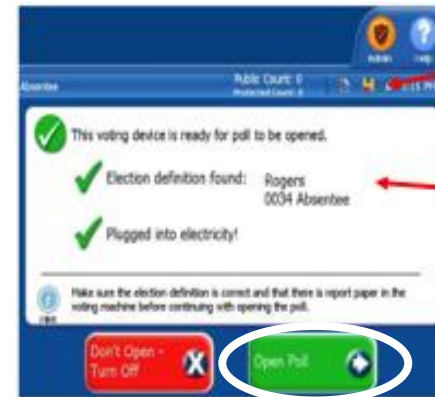 Admin Help
Absentee Public Count: 0
Protected Count: 0
This voting device is ready for poll to be opened.
Election definition found: Rogers
0034 Absentee
Plugged into electricity!
Make sure the election definition is correct and that there is report paper in the
voting machine before continuing with opening the poll.
Don't Open -
Turn Off
Open Poll